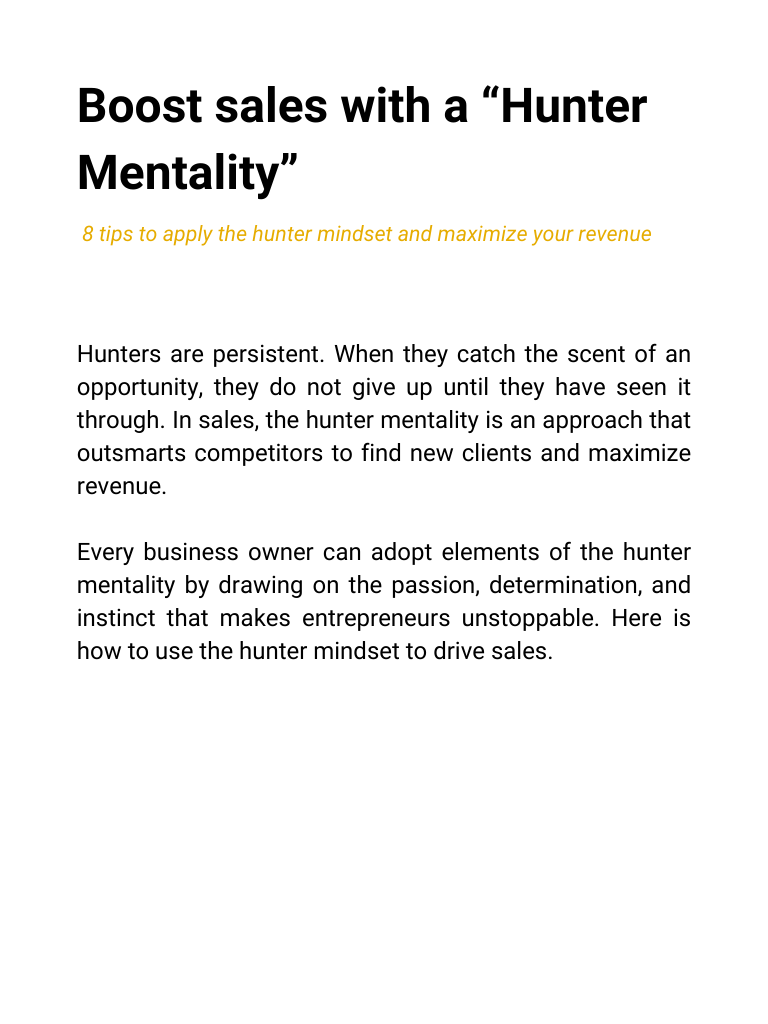 Boost sales with a “Hunter
Mentality”
8 tips to apply the hunter mindset and maximize your revenue
Hunters are persistent. When they catch the scent of an
opportunity, they do not give up until they have seen it
through. In sales, the hunter mentality is an approach that
outsmarts competitors to find new clients and maximize
revenue.
Every business owner can adopt elements of the hunter
mentality by drawing on the passion, determination, and
instinct that makes entrepreneurs unstoppable. Here is
how to use the hunter mindset to drive sales.